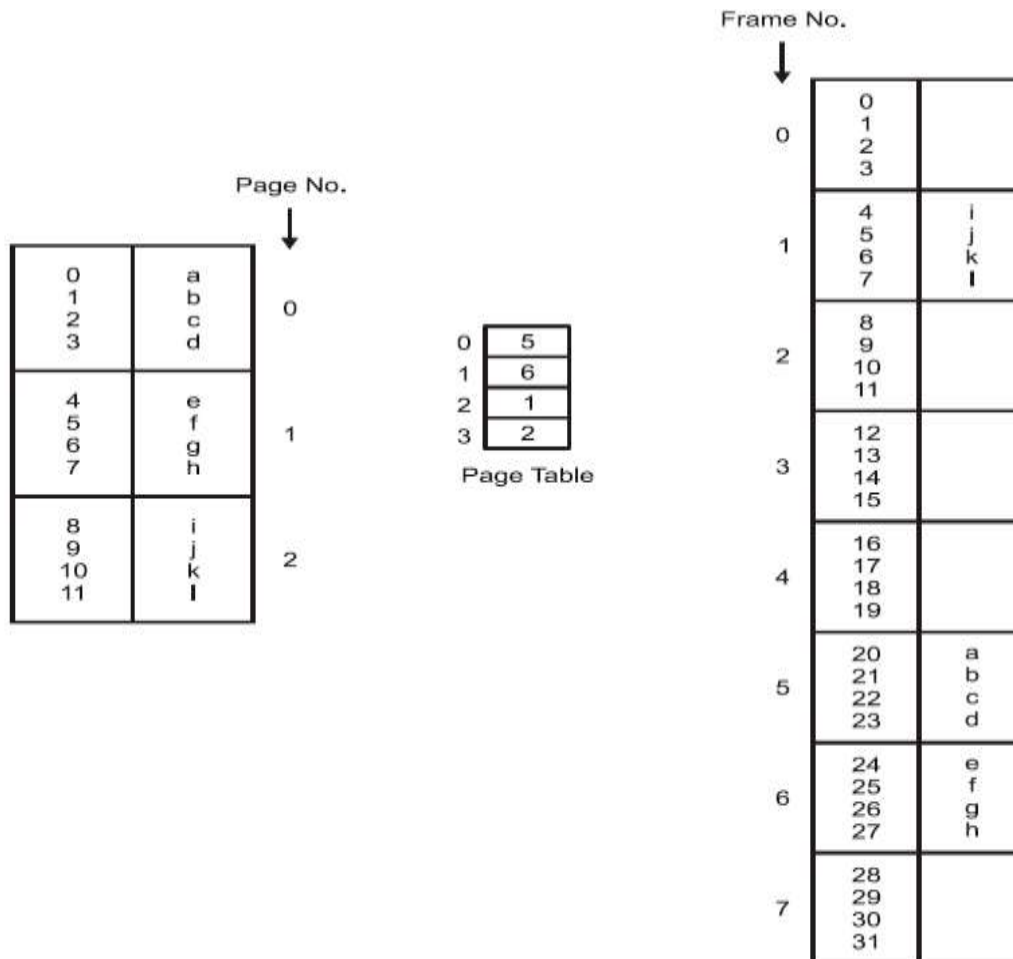 Frame No.
Page No.
0 a
1 b
2 c
3 d
0
4 e
5 f
6 g
7 h
1
8 i
9 j
10 k
11 l
2
0 5
1 6
2 1
3 2
Page Table
0
0
1
2
3
1
4 i
5 j
6 k
7 l
2
8
9
10
11
3
12
13
14
15
4
16
17
18
19
5
20 a
21 b
22 c
23 d
6
24 e
25 f
26 g
27 h
7
28
29
30
31